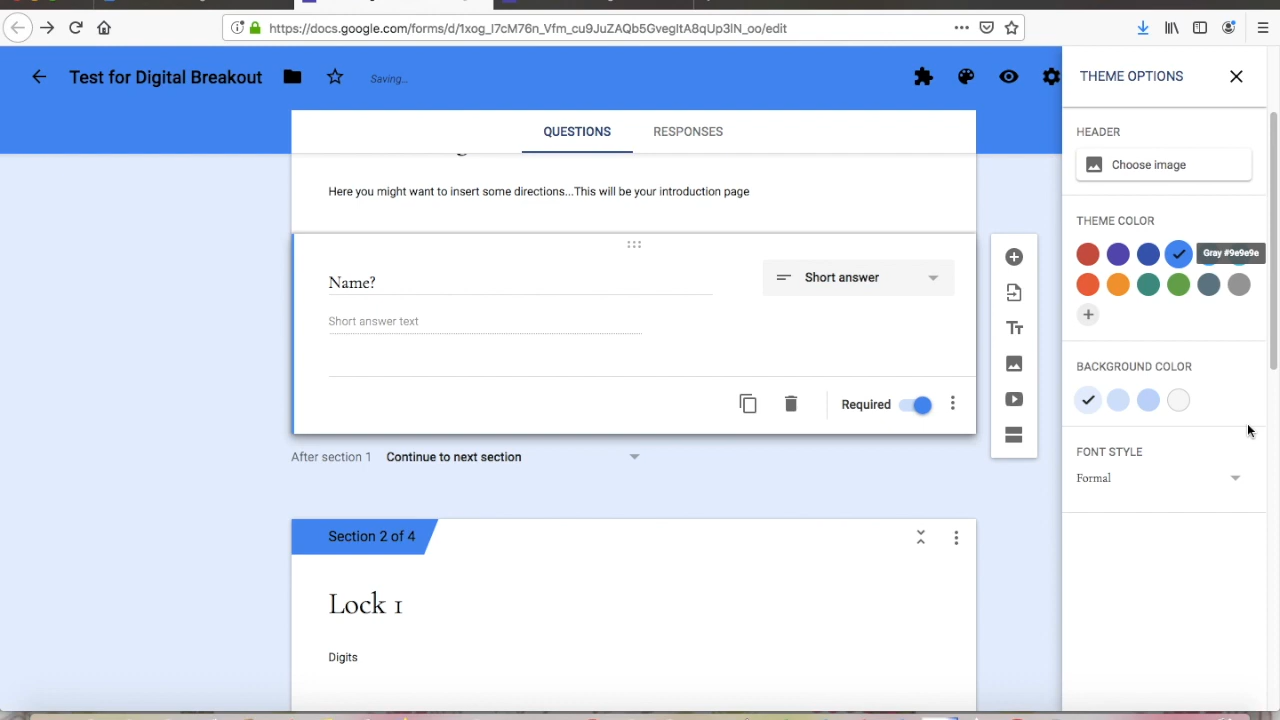 https://docs.google.com/forms/d/1xog_I7cM76n_Vfm_cu9JuZAQb5GvegItA8qUp3lN_oo/edit
Test for Digital Breakout
Saving...
THEME OPTIONS
QUESTIONS
RESPONSES
HEADER
Choose image
Here you might want to insert some directions...This will be your introduction page
THEME COLOR
Gray #9e9e9e
Name?
Short answer
Short answer text
BACKGROUND COLOR
Required
After section 1 Continue to next section
FONT STYLE
Formal
Section 2 of 4
Lock 1
Digits